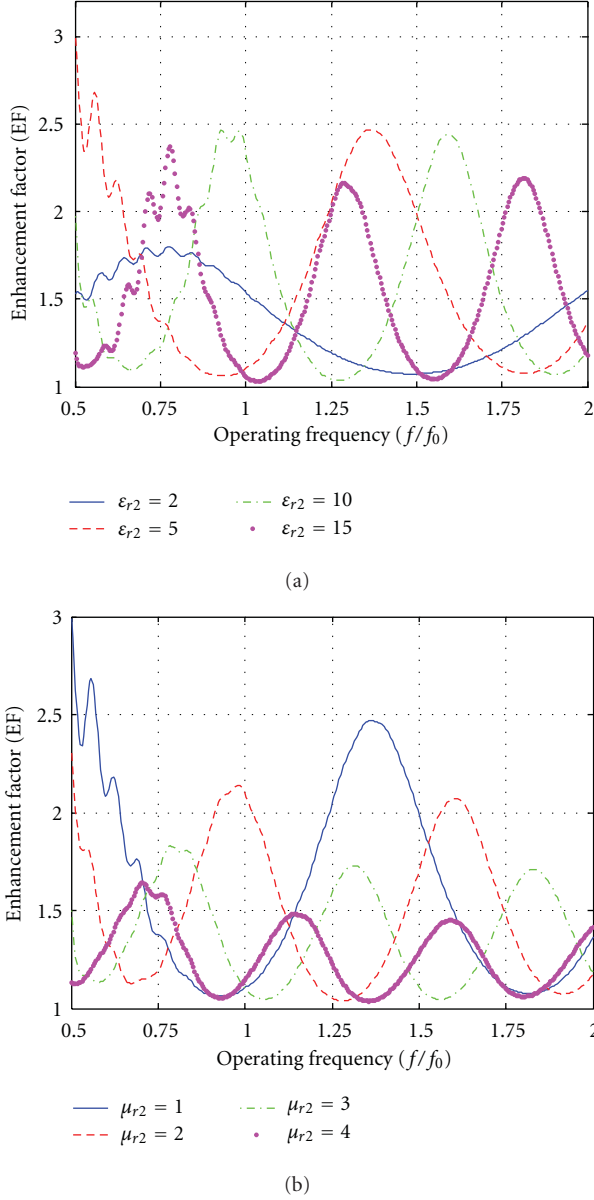 3
2.5
2
1.5
1
Enhancement factor (EF)
0.5 0.75 1 1.25 1.5 1.75 2
Operating frequency (f/f₀)
εr2 = 2 εr2 = 10
εr2 = 5 εr2 = 15
(a)
3
2.5
2
1.5
1
Enhancement factor (EF)
0.5 0.75 1 1.25 1.5 1.75 2
Operating frequency (f/f₀)
μr2 = 1 μr2 = 3
μr2 = 2 μr2 = 4
(b)